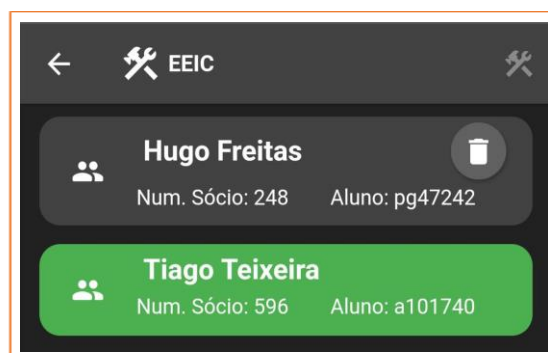 EEIC
Hugo Freitas
Num. Sócio: 248 Aluno: pg47242
Tiago Teixeira
Num. Sócio: 596 Aluno: a101740